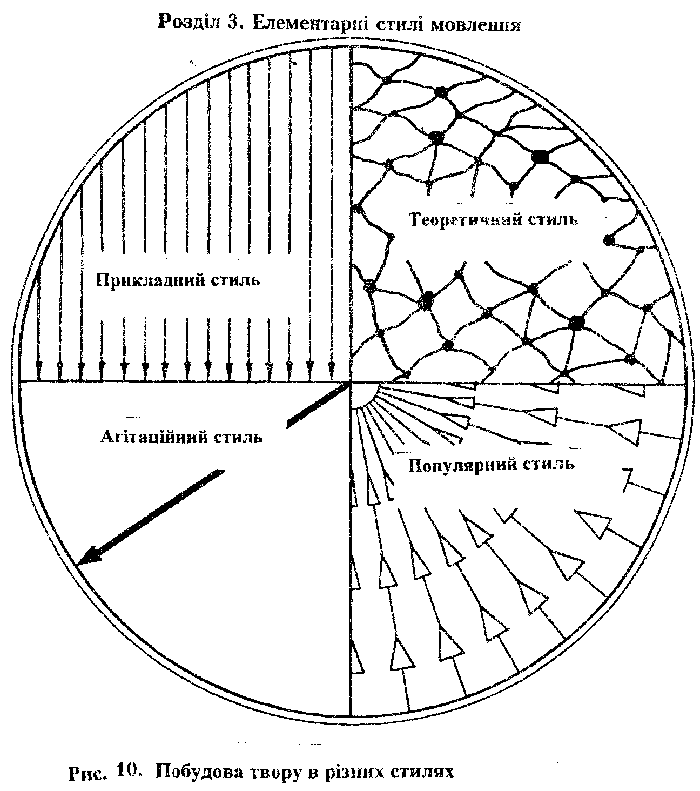 Розділ 3. Елементарні стилі мовлення
Теоретичний стиль
Прикладний стиль
Агітаційний стиль
Популярний стиль
Рис. 10. Побудова твору в різних стилях